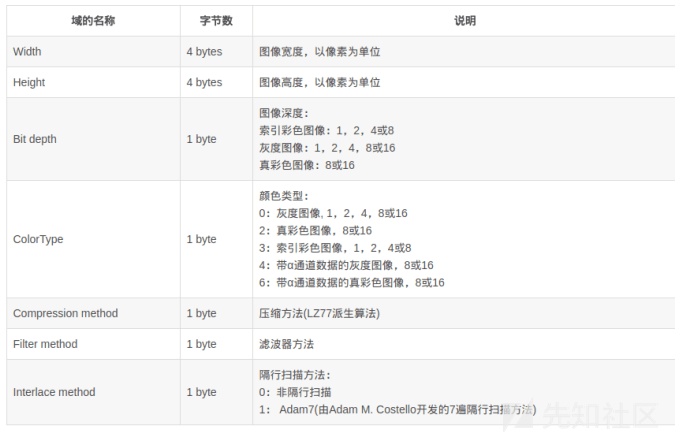 域的名称 字节数 说明
Width 4 bytes 图像宽度，以像素为单位
Height 4 bytes 图像高度，以像素为单位
Bit depth 1 byte 图像深度：
索引彩色图像：1，2，4或8
灰度图像：1，2，4，8或16
真彩色图像：8或16
ColorType 1 byte 颜色类型：
0：灰度图像, 1，2，4，8或16
2：真彩色图像，8或16
3：索引彩色图像，1，2，4或8
4：带α通道数据的灰度图像，8或16
6：带α通道数据的真彩色图像，8或16
Compression method 1 byte 压缩方法(LZ77派生算法)
Filter method 1 byte 滤波器方法
Interlace method 1 byte 隔行扫描方法：
0：非隔行扫描
1： Adam7(由Adam M. Costello开发的7遍隔行扫描方法)
先知社区